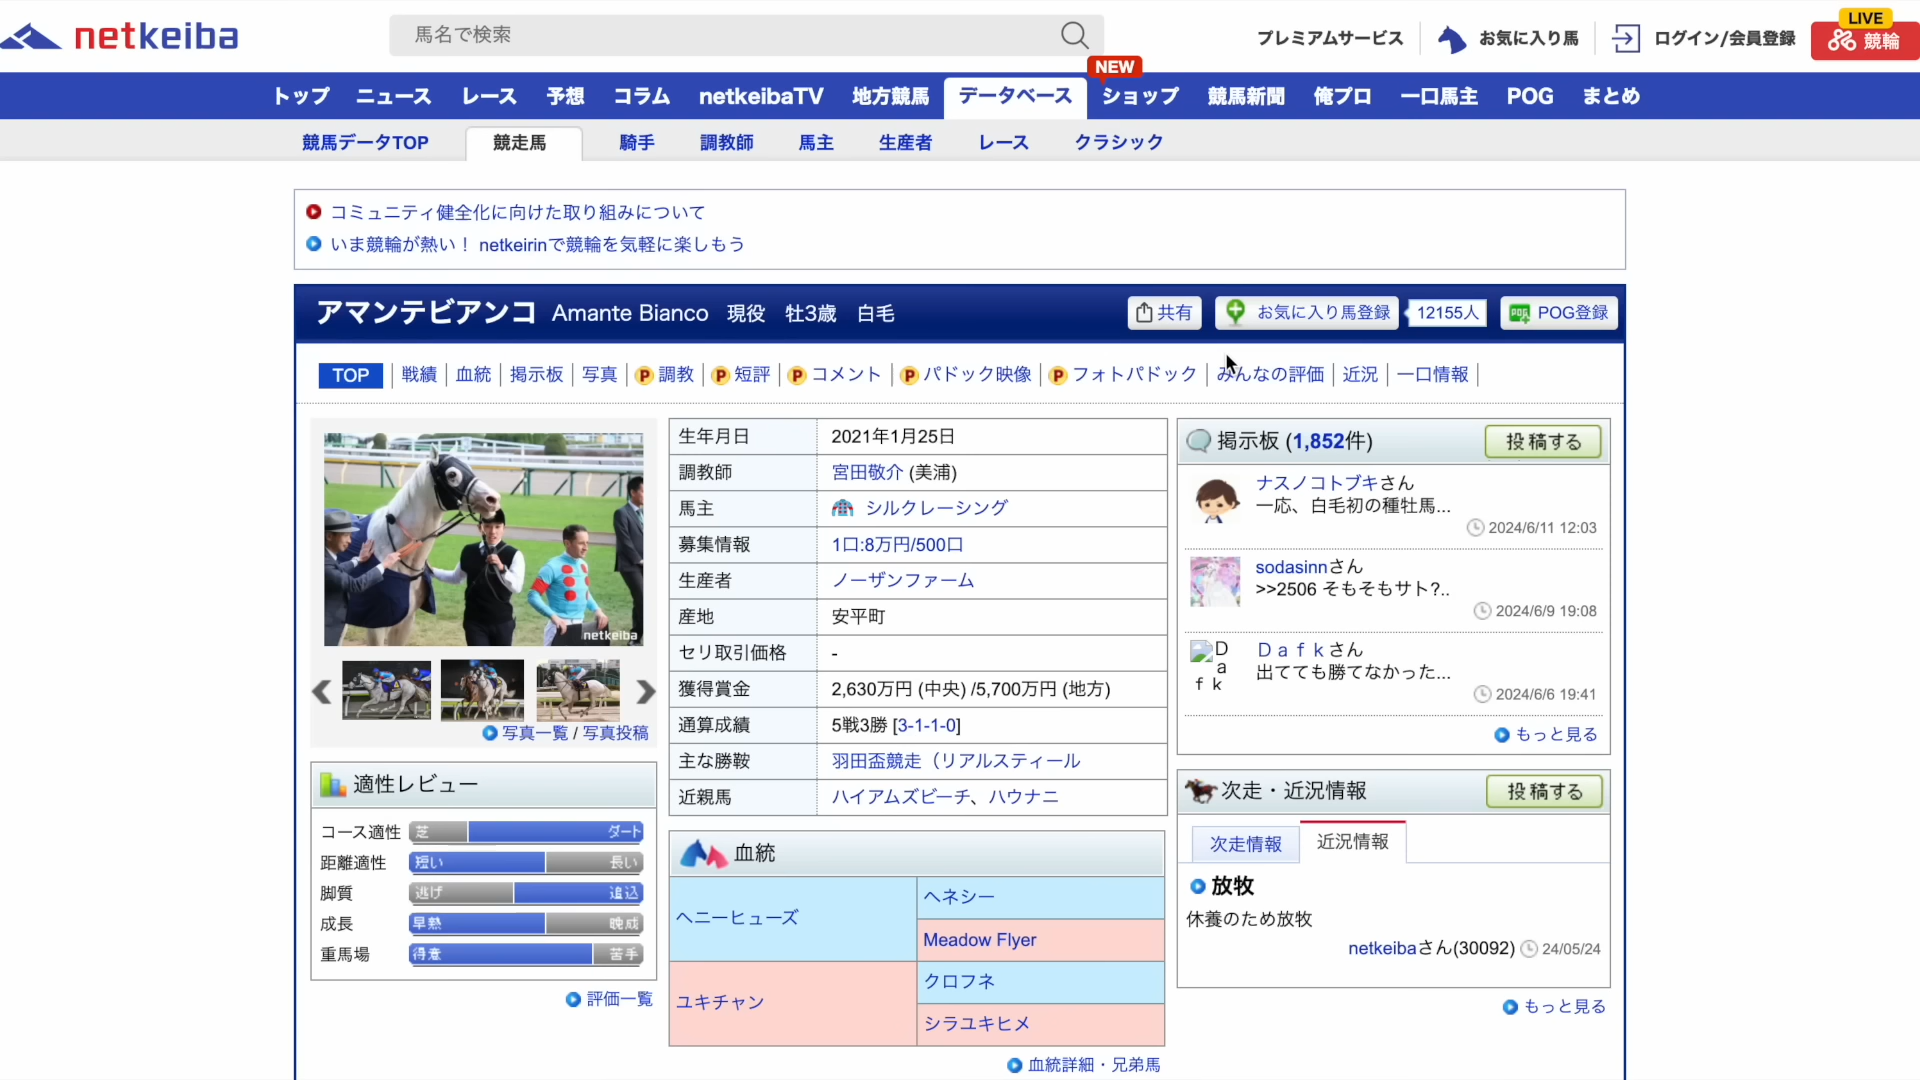 netkeiba
馬名で検索
プレミアムサービス
お気に入り馬
ログイン/会員登録
LIVE
競輪
NEW
トップ ニュース レース 予想 コラム netkeibaTV 地方競馬 データベース ショップ 競馬新聞 俺プロ 一口馬主 POG まとめ
競馬データTOP 競走馬 騎手 調教師 馬主 生産者 レース クラシック
コミュニティ健全化に向けた取り組みについて
いま競輪が熱い！ netkeirinで競輪を気軽に楽しもう
アマンテビアンコ Amante Bianco 現役 牡3歳 白毛
共有
お気に入り馬登録
12155人
POG登録
TOP 戦績 血統 掲示板 写真 P 調教 P 短評 P コメント P パドック映像 P フォトパドック みんなの評価 近況 一口情報
netkeiba
写真一覧 / 写真投稿
適性レビュー
コース適性 芝 ダート
距離適性 短い 長い
脚質 逃げ 追込
成長 早熟 晩成
重馬場 得意 苦手
評価一覧
生年月日 2021年1月25日
調教師 宮田敬介 (美浦)
馬主 シルクレーシング
募集情報 1口:8万円/500口
生産者 ノーザンファーム
産地 安平町
セリ取引価格 -
獲得賞金 2,630万円 (中央) /5,700万円 (地方)
通算成績 5戦3勝 [3-1-1-0]
主な勝鞍 羽田盃競走（リアルスティール
近親馬 ハイアムズビーチ、ハウナニ
血統
ヘニーヒューズ
ヘネシー
Meadow Flyer
ユキチャン
クロフネ
シラユキヒメ
血統詳細・兄弟馬
掲示板 (1,852件)
投稿する
ナスノコトブキさん
一応、白毛初の種牡馬...
2024/6/11 12:03
sodasinnさん
>>2506 そもそもサト?..
2024/6/9 19:08
Ｄａｆｋ
Ｄａｆｋさん
出てても勝てなかった...
2024/6/6 19:41
もっと見る
次走・近況情報
投稿する
次走情報 近況情報
放牧
休養のため放牧
netkeibaさん(30092) 24/05/24
もっと見る